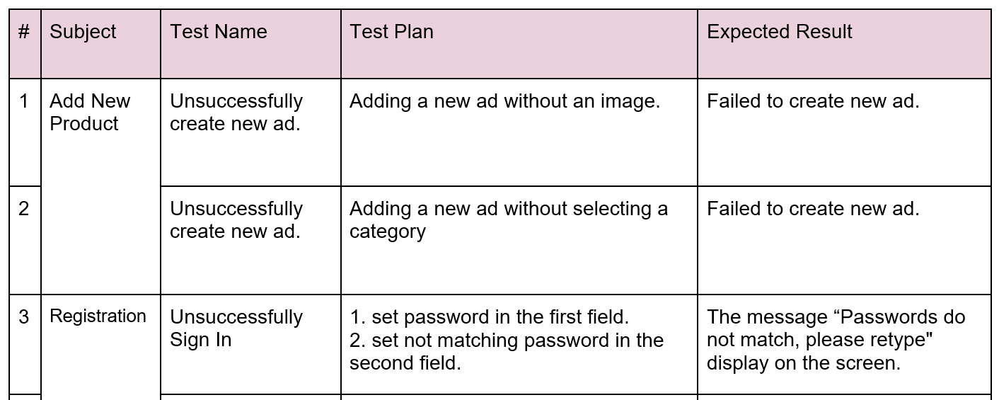 # Subject Test Name Test Plan Expected Result
1 Add New Unsuccessfully Adding a new ad without an image. Failed to create new ad.
Product create new ad.
2 Unsuccessfully Adding a new ad without selecting a Failed to create new ad.
create new ad. category
3 Registration Unsuccessfully 1. set password in the first field. The message “Passwords do
Sign In 2. set not matching password in the not match, please retype"
second field. display on the screen.